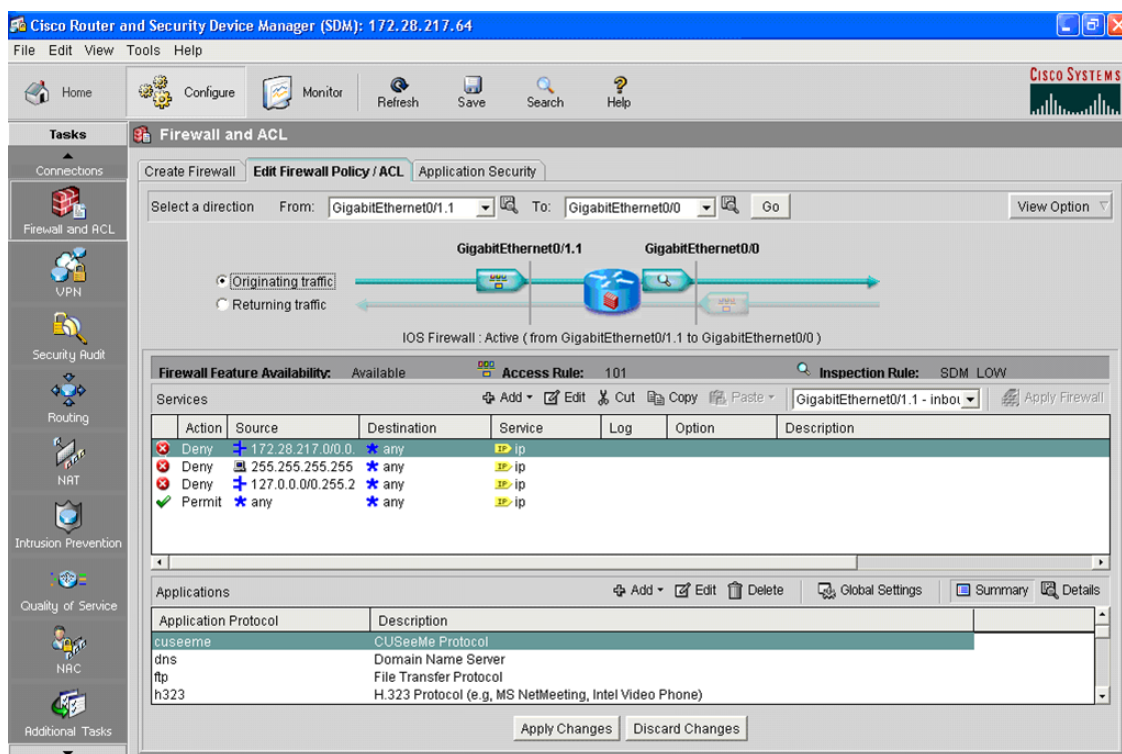 Cisco Router and Security Device Manager (SDM): 172.28.217.64
File Edit View Tools Help
Home Configure Monitor Refresh Save Search Help
CISCO SYSTEMS
Tasks
Firewall and ACL
Connections
Create Firewall Edit Firewall Policy / ACL Application Security
Select a direction From: GigabitEthernet0/1.1 To: GigabitEthernet0/0 Go View Option
Firewall and ACL
GigabitEthernet0/1.1 GigabitEthernet0/0
Originating traffic
VPN
Returning traffic
IOS Firewall : Active ( from GigabitEthernet0/1.1 to GigabitEthernet0/0 )
Security Audit
Firewall Feature Availability: Available Access Rule: 101 Inspection Rule: SDM_LOW
Services Add Edit Cut Copy Paste GigabitEthernet0/1.1 - inbou Apply Firewall
Routing
Action Source Destination Service Log Option Description
Deny 172.28.217.0/0.0. any ip
Deny 255.255.255.255 any ip
Deny 127.0.0.0/0.255.2 any ip
NAT
Permit any any ip
Intrusion Prevention
Applications Add Edit Delete Global Settings Summary Details
Quality of Service
Application Protocol Description
cuseeme CUSeeMe Protocol
dns Domain Name Server
NAC
ftp File Transfer Protocol
h323 H.323 Protocol (e.g, MS NetMeeting, Intel Video Phone)
Apply Changes Discard Changes
Additional Tasks